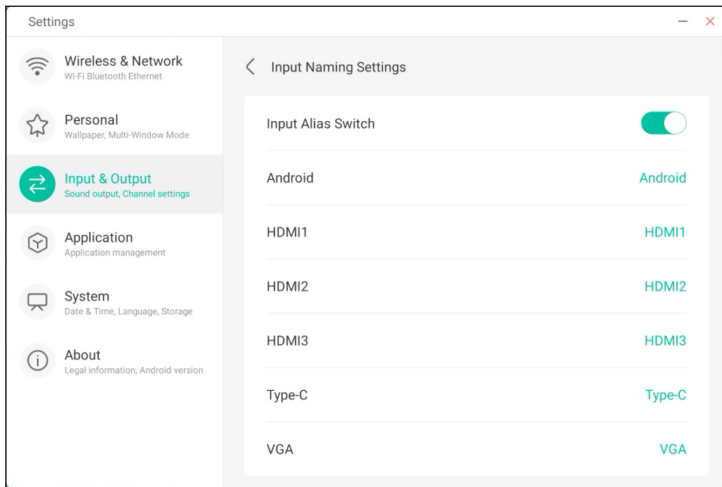 Settings
Wireless & Network
Wi-Fi Bluetooth Ethernet
Personal
Wallpaper, Multi-Window Mode
Input & Output
Sound output, Channel settings
Application
Application management
System
Date & Time, Language, Storage
About
Legal information, Android version
Input Naming Settings
Input Alias Switch
Android Android
HDMI1 HDMI1
HDMI2 HDMI2
HDMI3 HDMI3
Type-C Type-C
VGA VGA